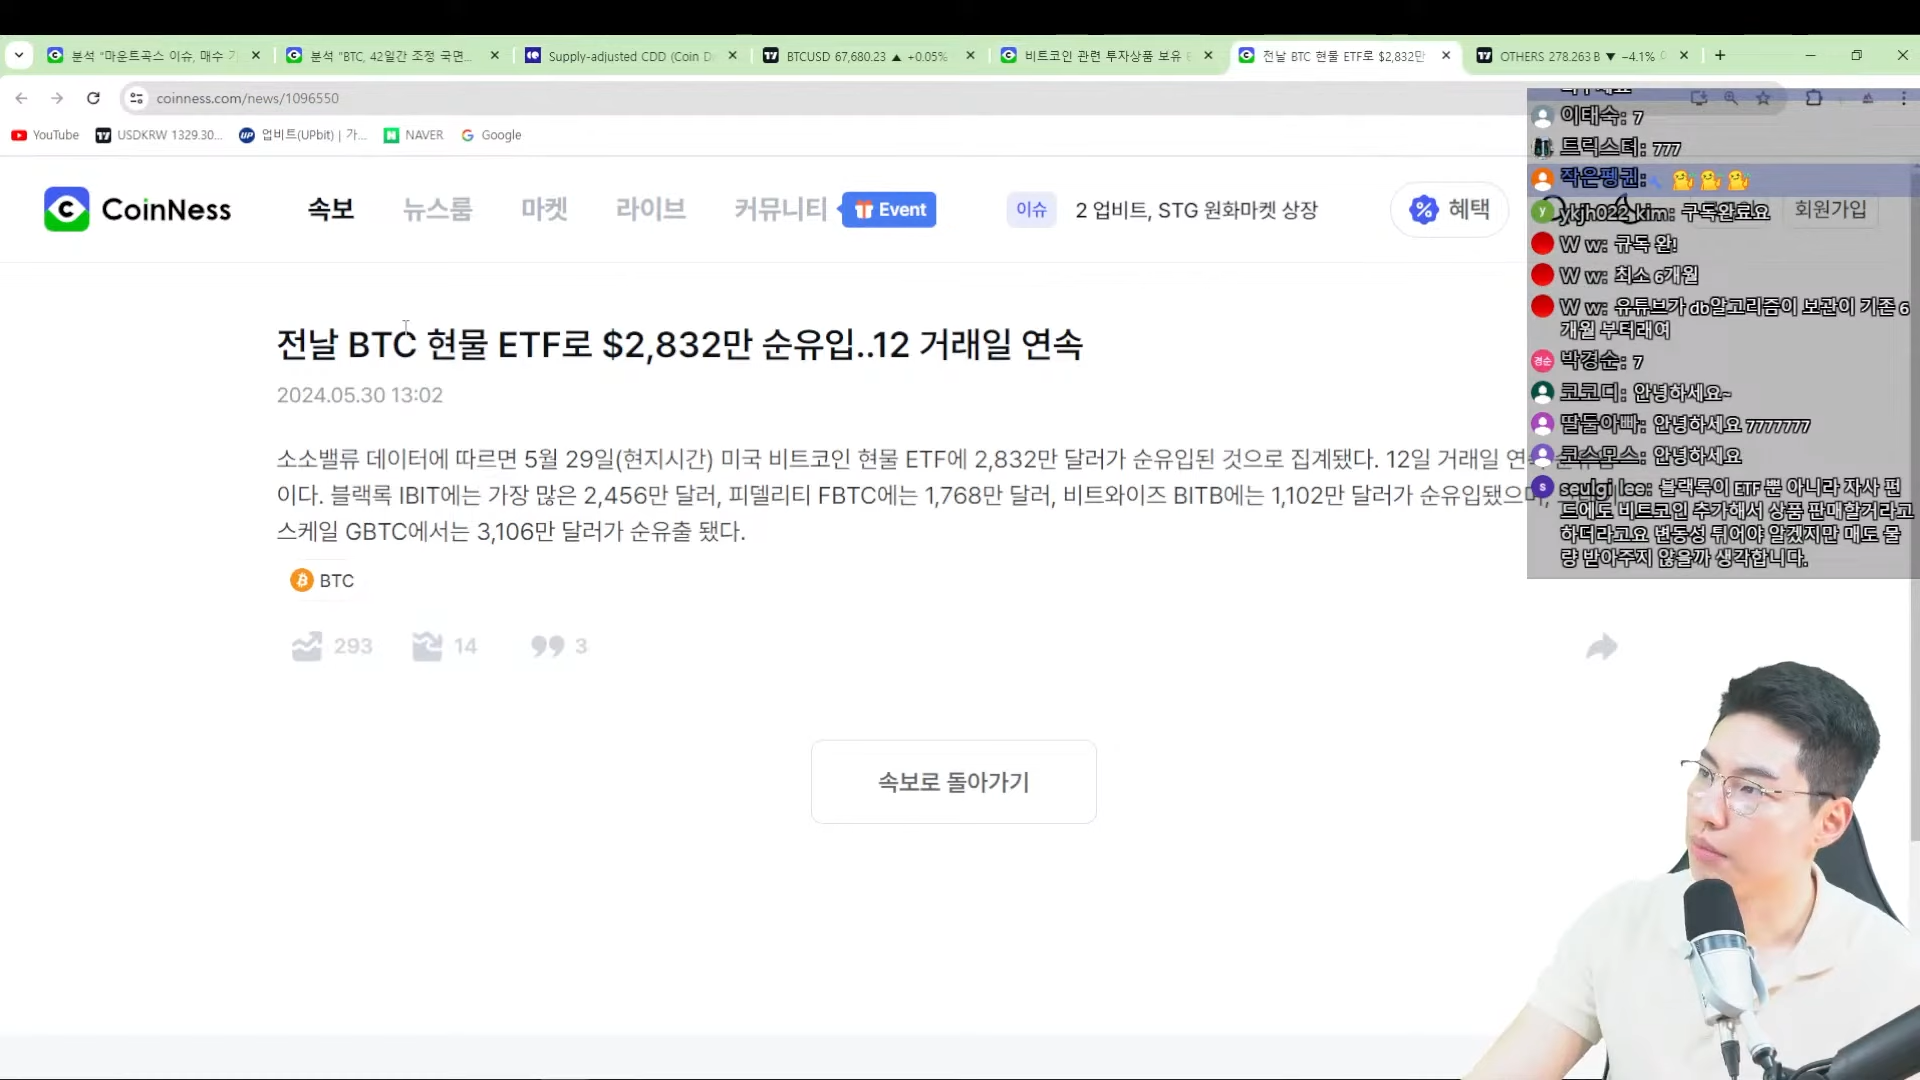 분석 "마운트곡스 이슈, 매수 기
분석 "BTC, 42일간 조정 국면...
Supply-adjusted CDD (Coin D
BTCUSD 67,680.23 ▲ +0.05%
비트코인 관련 투자상품 보유
전날 BTC 현물 ETF로 $2,832만
OTHERS 278.263B ▼ −4.1%
coinness.com/news/1096550
YouTube
USDKRW 1329.30...
업비트(UPbit) | 가...
NAVER
Google
CoinNess
속보
뉴스룸
마켓
라이브
커뮤니티
Event
이슈
2 업비트, STG 원화마켓 상장
혜택
회원가입
전날 BTC 현물 ETF로 $2,832만 순유입..12 거래일 연속
2024.05.30 13:02
소소밸류 데이터에 따르면 5월 29일(현지시간) 미국 비트코인 현물 ETF에 2,832만 달러가 순유입된 것으로 집계됐다. 12일 거래일 연속
이다. 블랙록 IBIT에는 가장 많은 2,456만 달러, 피델리티 FBTC에는 1,768만 달러, 비트와이즈 BITB에는 1,102만 달러가 순유입됐으며,
스케일 GBTC에서는 3,106만 달러가 순유출 됐다.
BTC
293
14
3
속보로 돌아가기
이태숙: 7
트릭스터: 777
작은펭귄:
ykjh022 kim: 구독완료요
W w: 규독 완!
W w: 최소 6개월
W w: 유튜브가 db알고리즘이 보관이 기존 6
개월 부터래여
경순
박경순: 7
코코디: 안녕하세요~
딸둘아빠: 안녕하세요 7777777
코스모스: 안녕하세요
seulgi lee: 블랙록이 ETF 뿐 아니라 자사 펀
드에도 비트코인 추가해서 상품 판매할거라고
하더라고요 변동성 튀어야 알겠지만 매도 물
량 받아주지 않을까 생각합니다.